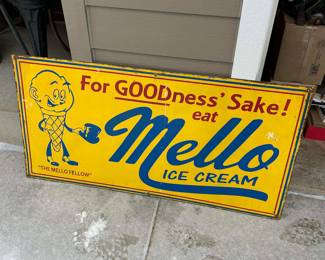 For GOODness' Sake!
eat
Mello
ICE CREAM
"THE MELLO FELLOW"